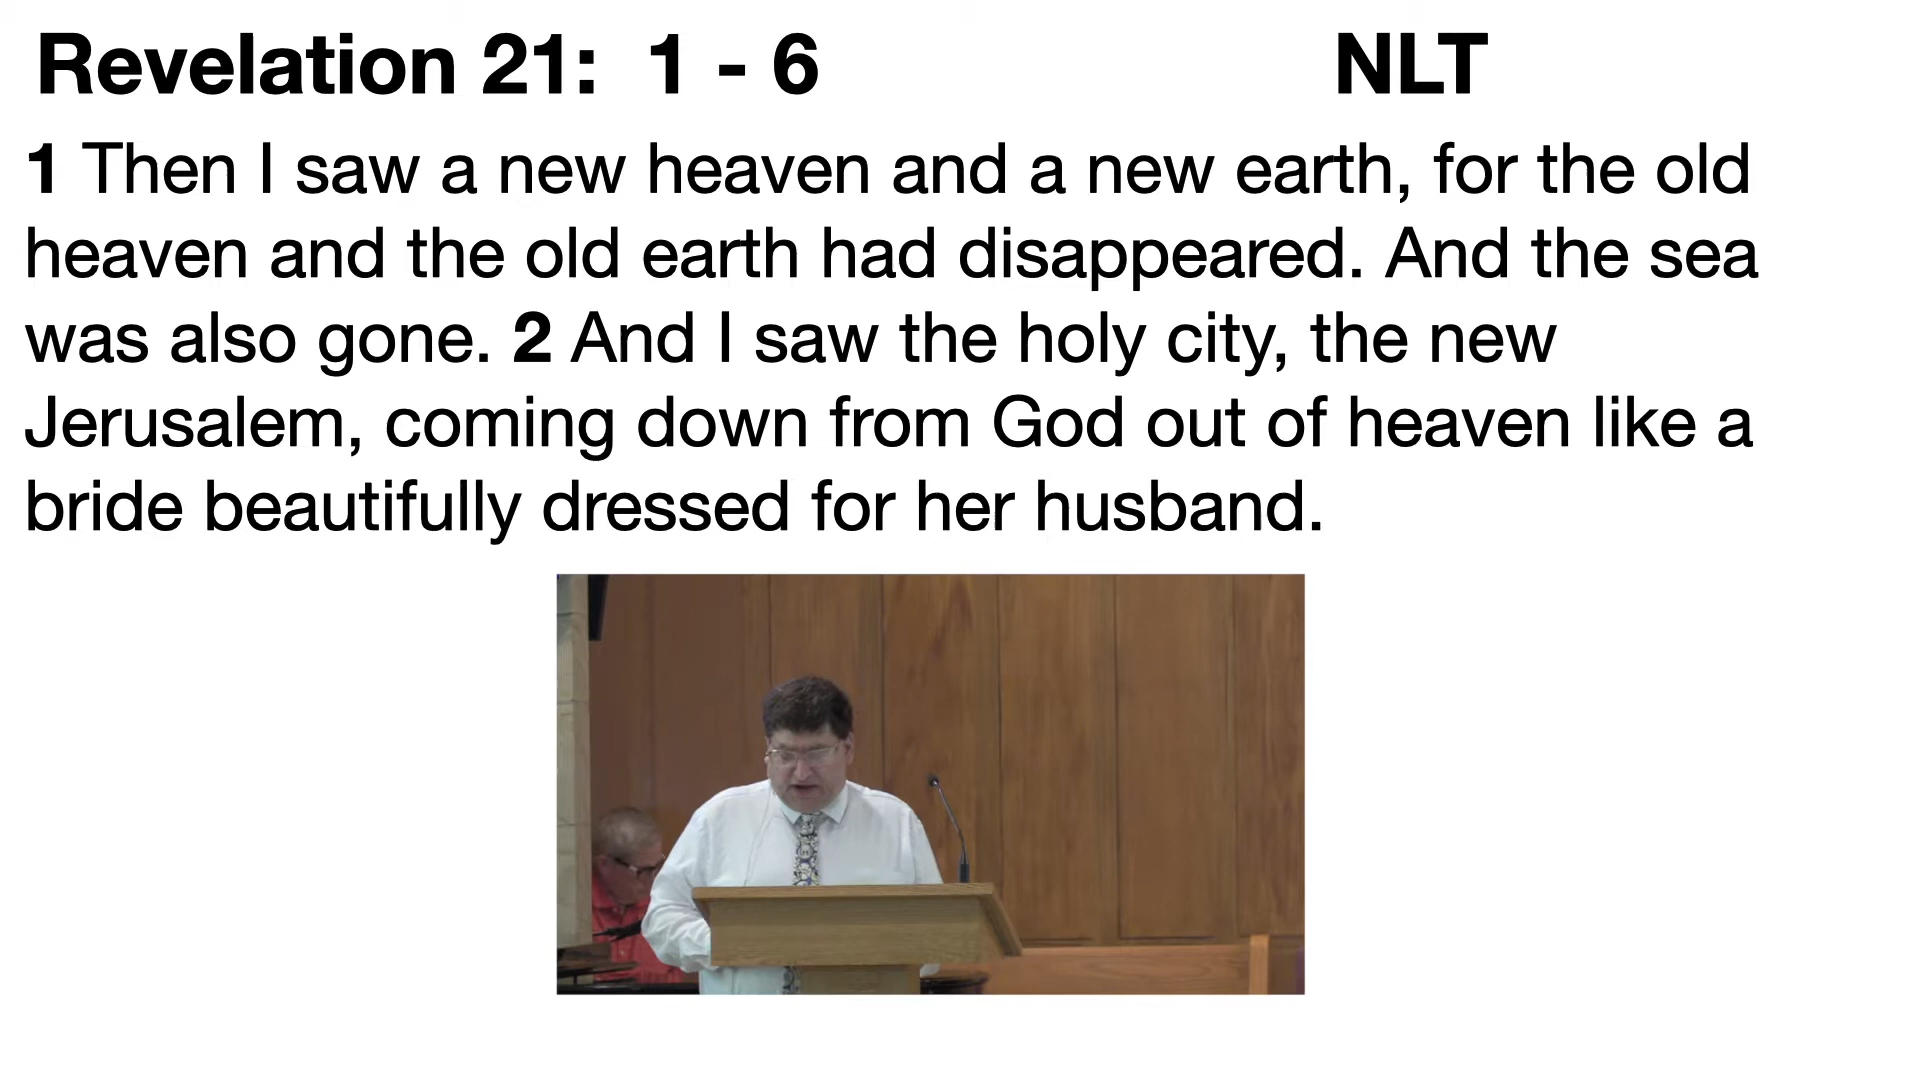 Revelation 21: 1 - 6 NLT
1 Then I saw a new heaven and a new earth, for the old
heaven and the old earth had disappeared. And the sea
was also gone. 2 And I saw the holy city, the new
Jerusalem, coming down from God out of heaven like a
bride beautifully dressed for her husband.